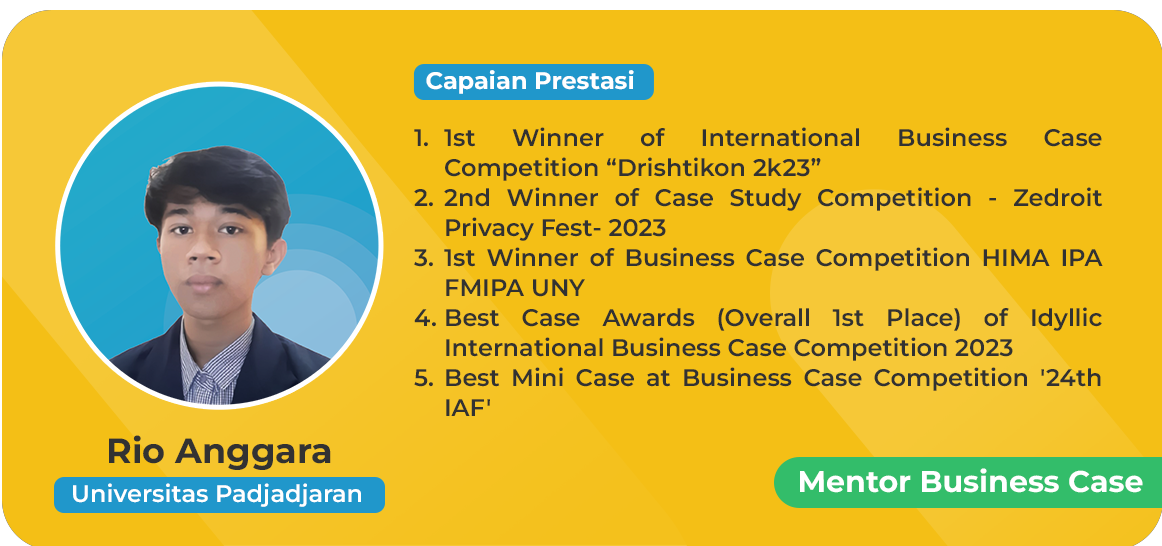 Capaian Prestasi
1. 1st Winner of International Business Case
Competition “Drishtikon 2k23”
2. 2nd Winner of Case Study Competition - Zedroit
Privacy Fest- 2023
3. 1st Winner of Business Case Competition HIMA IPA
FMIPA UNY
4. Best Case Awards (Overall 1st Place) of Idyllic
International Business Case Competition 2023
5. Best Mini Case at Business Case Competition '24th
IAF'
Rio Anggara
Universitas Padjadjaran
Mentor Business Case